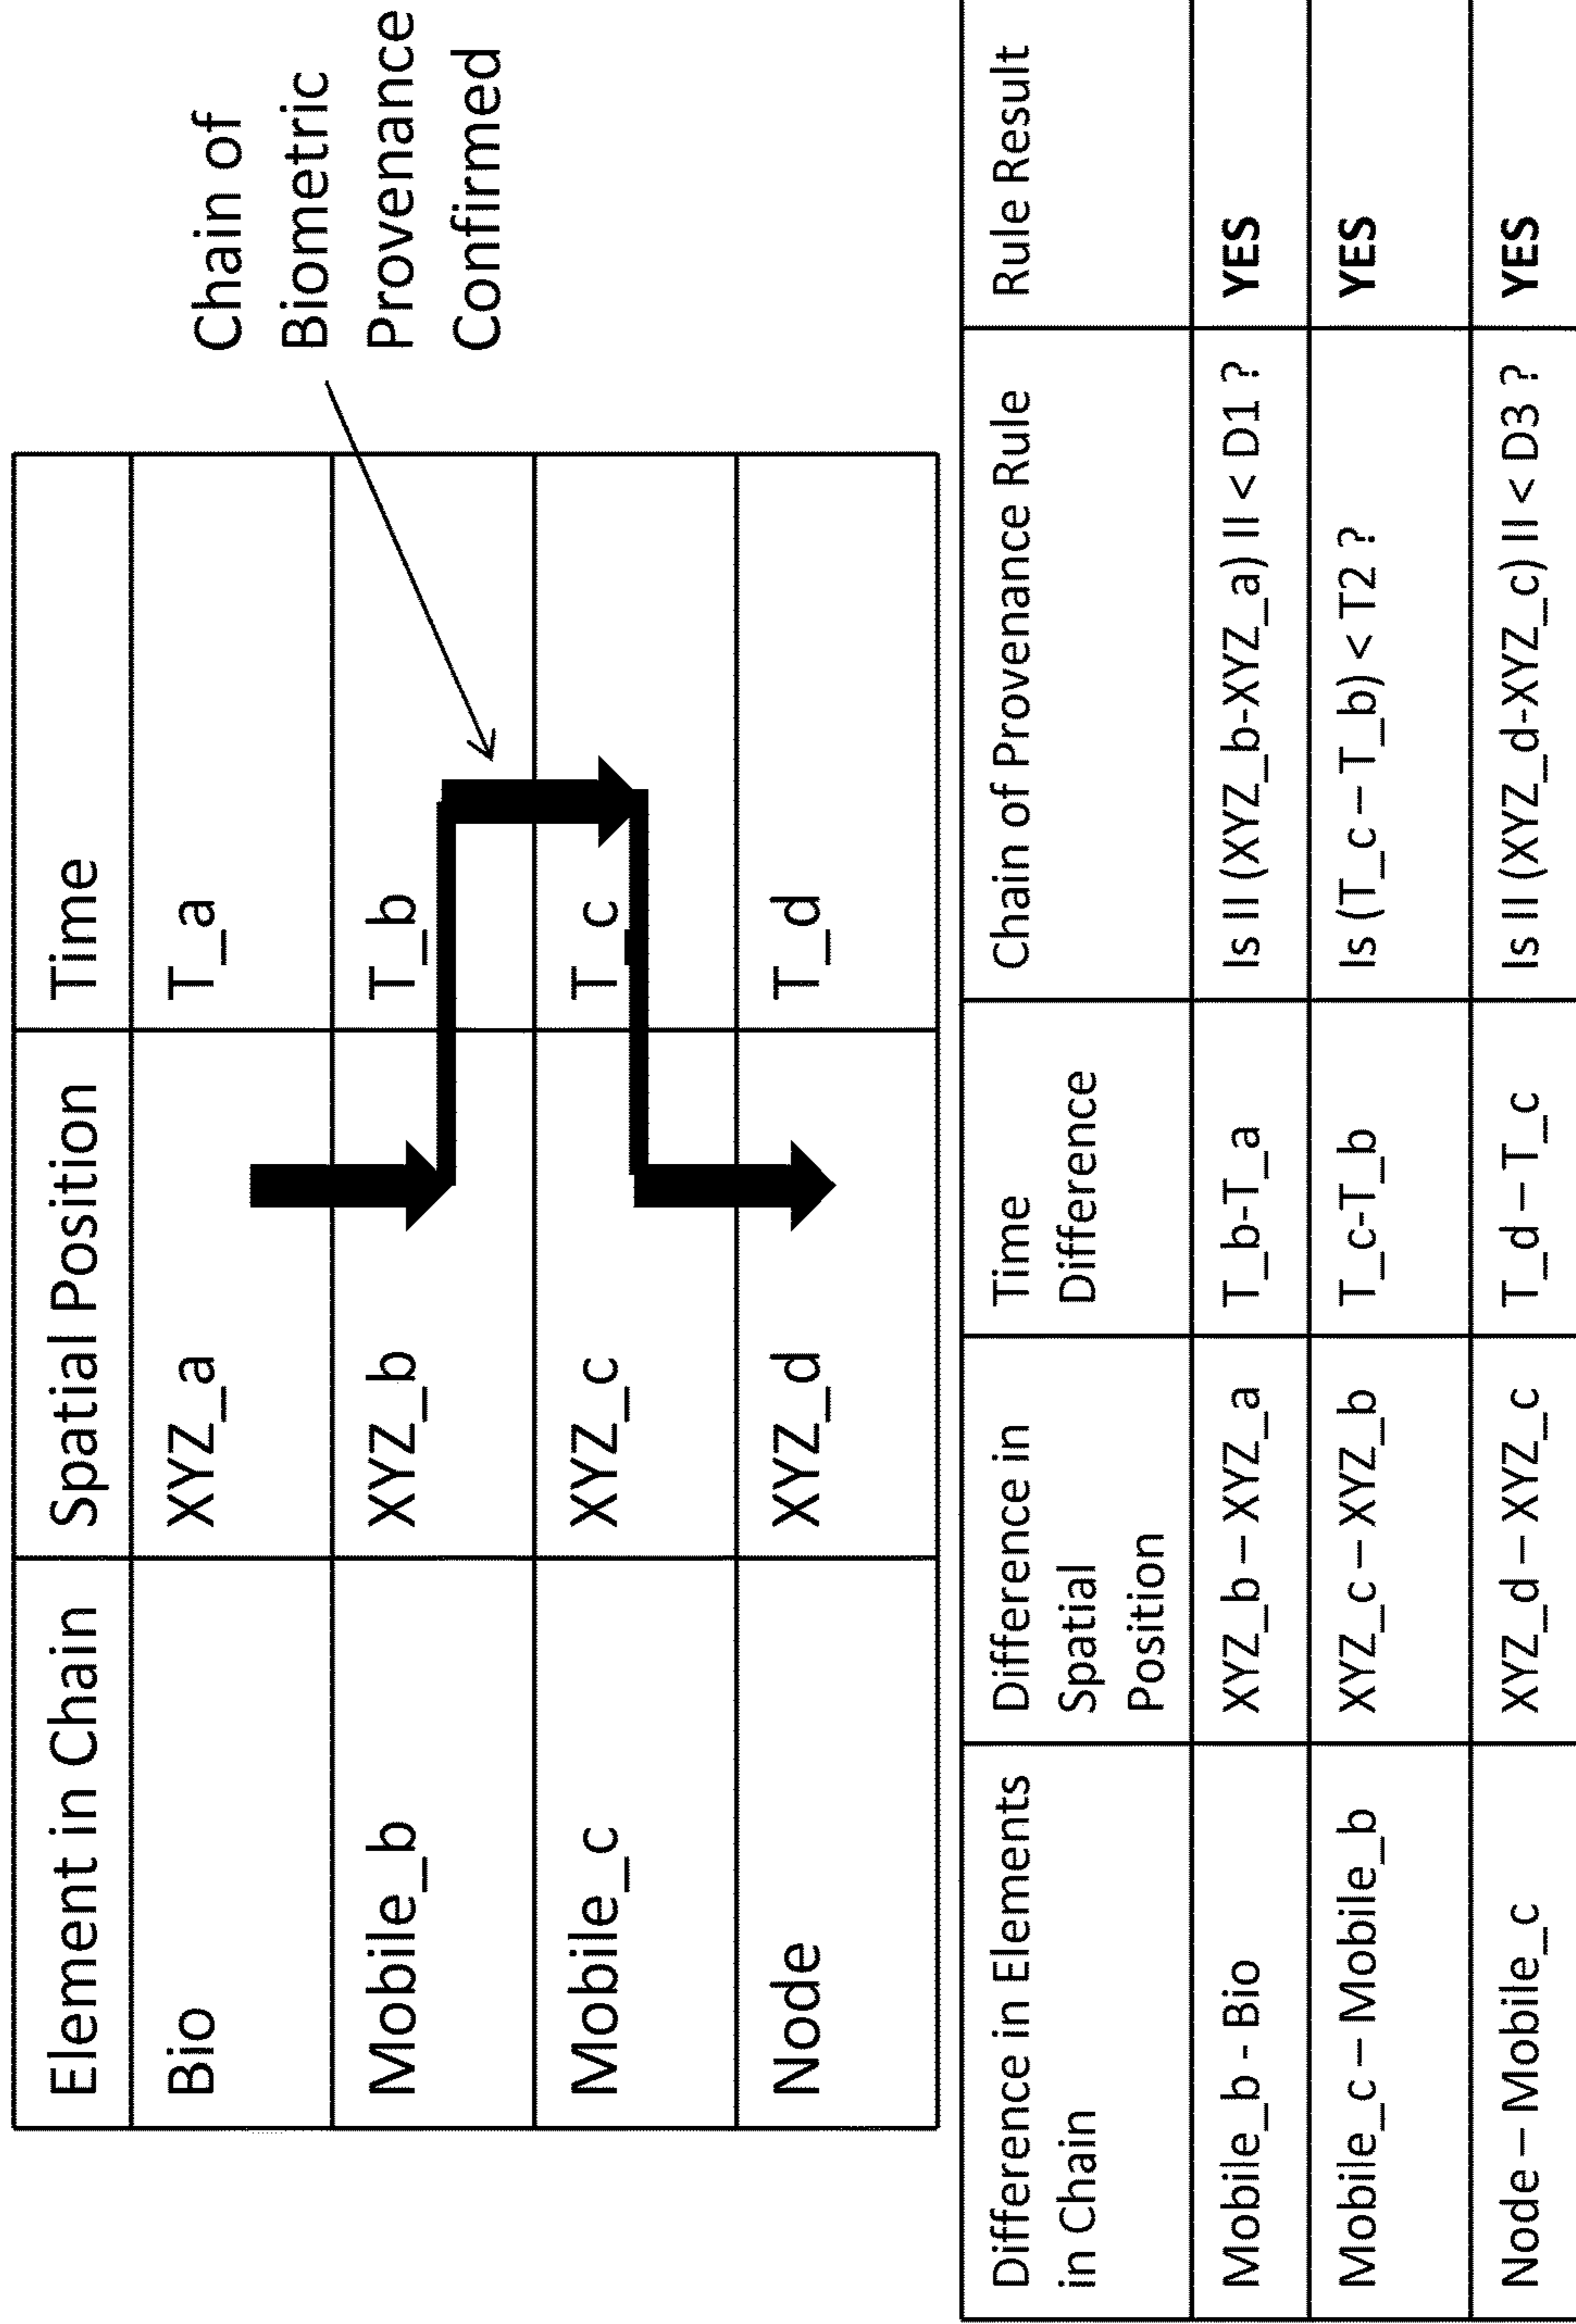 Element in Chain Spatial Position Time
Bio XYZ_a T_a
Mobile_b XYZ_b T_b
Mobile_c XYZ_c T_c
Node XYZ_d T_d
Chain of
Biometric
Provenance
Confirmed
Difference in Elements Difference in Time Chain of Provenance Rule Rule Result
in Chain Spatial Difference
Position
Mobile_b - Bio XYZ_b – XYZ_a T_b-T_a Is II (XYZ_b-XYZ_a) II < D1 ? YES
Mobile_c – Mobile_b XYZ_c – XYZ_b T_c-T_b Is (T_c – T_b) < T2 ? YES
Node – Mobile_c XYZ_d – XYZ_c T_d – T_c Is II (XYZ_d-XYZ_c) II < D3 ? YES